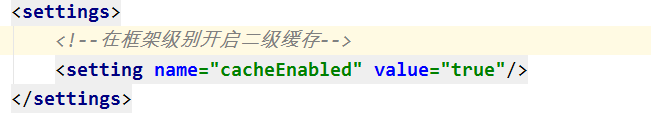 <settings>
<!--在框架级别开启二级缓存-->
<setting name="cacheEnabled" value="true"/>
</settings>